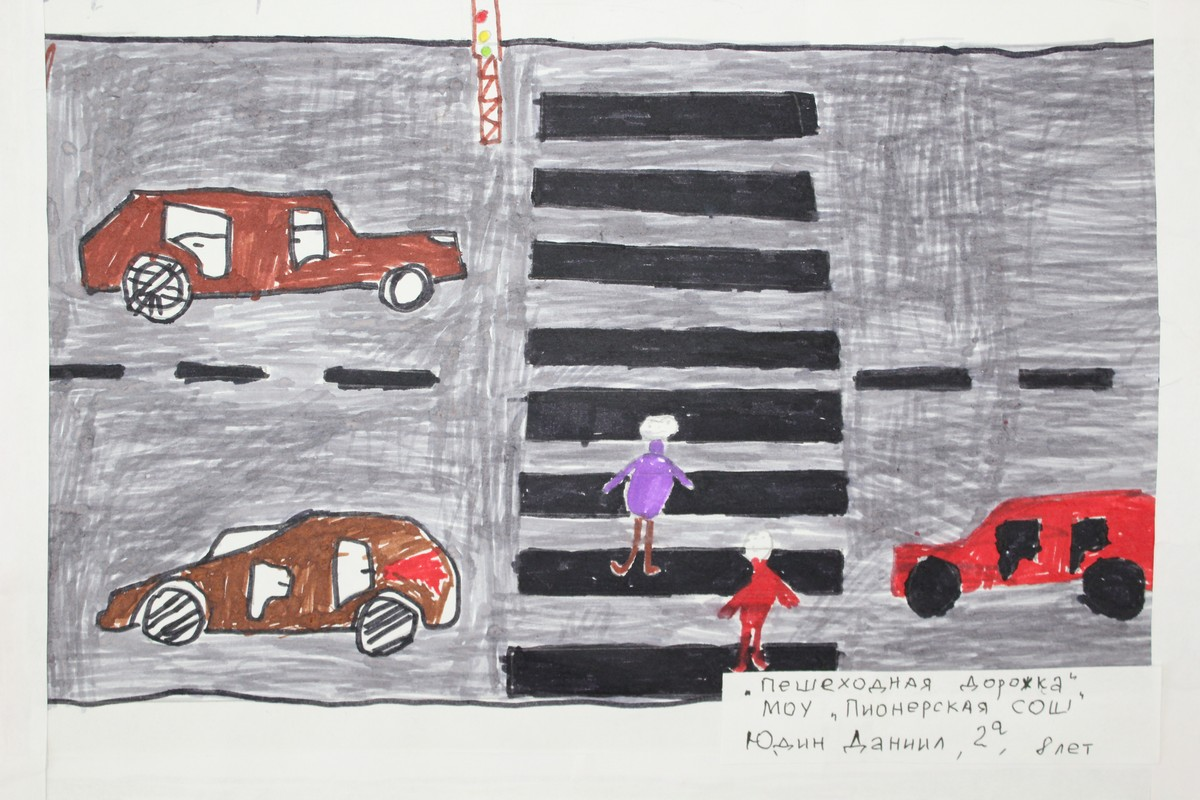 „Пешеходная дорожка",
МОУ „Пионерская СОШ"
Юдин Даниил, 2а, 8 лет